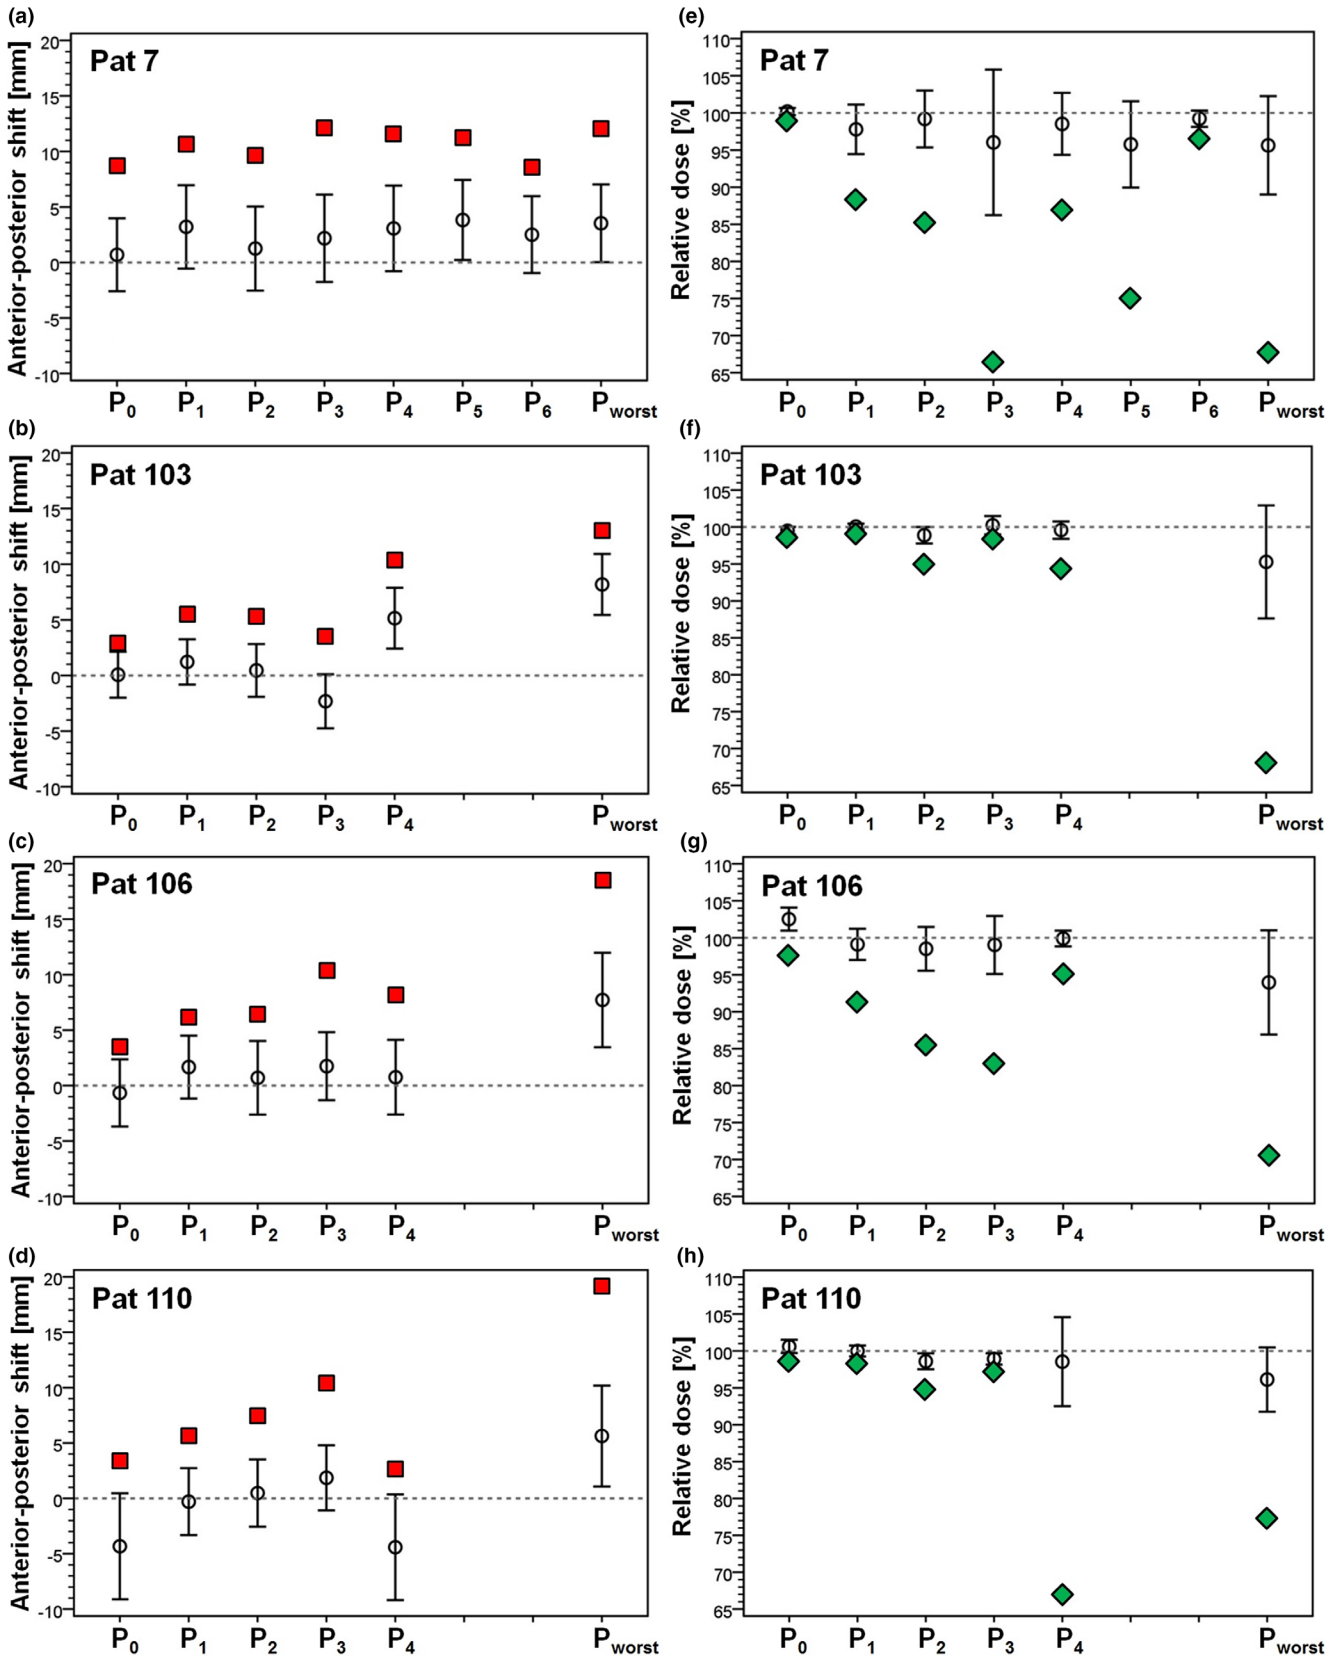 (a)
Pat 7
Anterior-posterior shift [mm]
20
15
10
5
0
-5
-10
P0 P1 P2 P3 P4 P5 P6 Pworst
(e)
Pat 7
Relative dose [%]
110
105
100
95
90
85
80
75
70
65
P0 P1 P2 P3 P4 P5 P6 Pworst
(b)
Pat 103
Anterior-posterior shift [mm]
20
15
10
5
0
-5
-10
P0 P1 P2 P3 P4 Pworst
(f)
Pat 103
Relative dose [%]
110
105
100
95
90
85
80
75
70
65
P0 P1 P2 P3 P4 Pworst
(c)
Pat 106
Anterior-posterior shift [mm]
20
15
10
5
0
-5
-10
P0 P1 P2 P3 P4 Pworst
(g)
Pat 106
Relative dose [%]
110
105
100
95
90
85
80
75
70
65
P0 P1 P2 P3 P4 Pworst
(d)
Pat 110
Anterior-posterior shift [mm]
20
15
10
5
0
-5
-10
P0 P1 P2 P3 P4 Pworst
(h)
Pat 110
Relative dose [%]
110
105
100
95
90
85
80
75
70
65
P0 P1 P2 P3 P4 Pworst